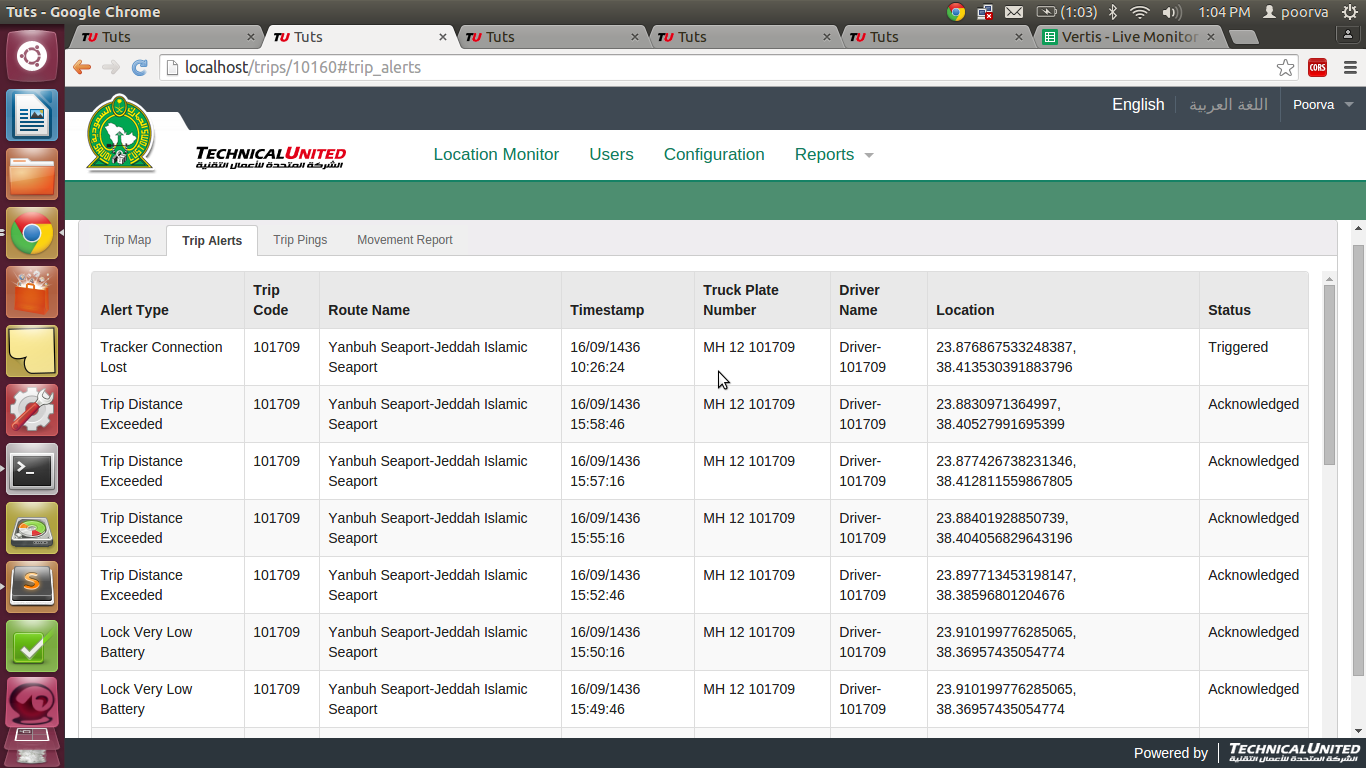 Tuts - Google Chrome
(1:03)
1:04 PM
poorva
Tuts
Tuts
Tuts
Tuts
Tuts
Vertis - Live Monitor
localhost/trips/10160#trip_alerts
CORS
English
اللغة العربية
Poorva
TECHNICALUNITED
الشركة المتحدة للأعمال التقنية
Location Monitor
Users
Configuration
Reports
Trip Map
Trip Alerts
Trip Pings
Movement Report
Alert Type
Trip
Code
Route Name
Timestamp
Truck Plate
Number
Driver
Name
Location
Status
Tracker Connection
Lost
101709
Yanbuh Seaport-Jeddah Islamic
Seaport
16/09/1436
10:26:24
MH 12 101709
Driver-
101709
23.876867533248387,
38.413530391883796
Triggered
Trip Distance
Exceeded
101709
Yanbuh Seaport-Jeddah Islamic
Seaport
16/09/1436
15:58:46
MH 12 101709
Driver-
101709
23.8830971364997,
38.40527991695399
Acknowledged
Trip Distance
Exceeded
101709
Yanbuh Seaport-Jeddah Islamic
Seaport
16/09/1436
15:57:16
MH 12 101709
Driver-
101709
23.877426738231346,
38.412811559867805
Acknowledged
Trip Distance
Exceeded
101709
Yanbuh Seaport-Jeddah Islamic
Seaport
16/09/1436
15:55:16
MH 12 101709
Driver-
101709
23.88401928850739,
38.404056829643196
Acknowledged
Trip Distance
Exceeded
101709
Yanbuh Seaport-Jeddah Islamic
Seaport
16/09/1436
15:52:46
MH 12 101709
Driver-
101709
23.897713453198147,
38.38596801204676
Acknowledged
Lock Very Low
Battery
101709
Yanbuh Seaport-Jeddah Islamic
Seaport
16/09/1436
15:50:16
MH 12 101709
Driver-
101709
23.910199776285065,
38.36957435054774
Acknowledged
Lock Very Low
Battery
101709
Yanbuh Seaport-Jeddah Islamic
Seaport
16/09/1436
15:49:46
MH 12 101709
Driver-
101709
23.910199776285065,
38.36957435054774
Acknowledged
Powered by
TECHNICALUNITED
الشركة المتحدة للأعمال التقنية